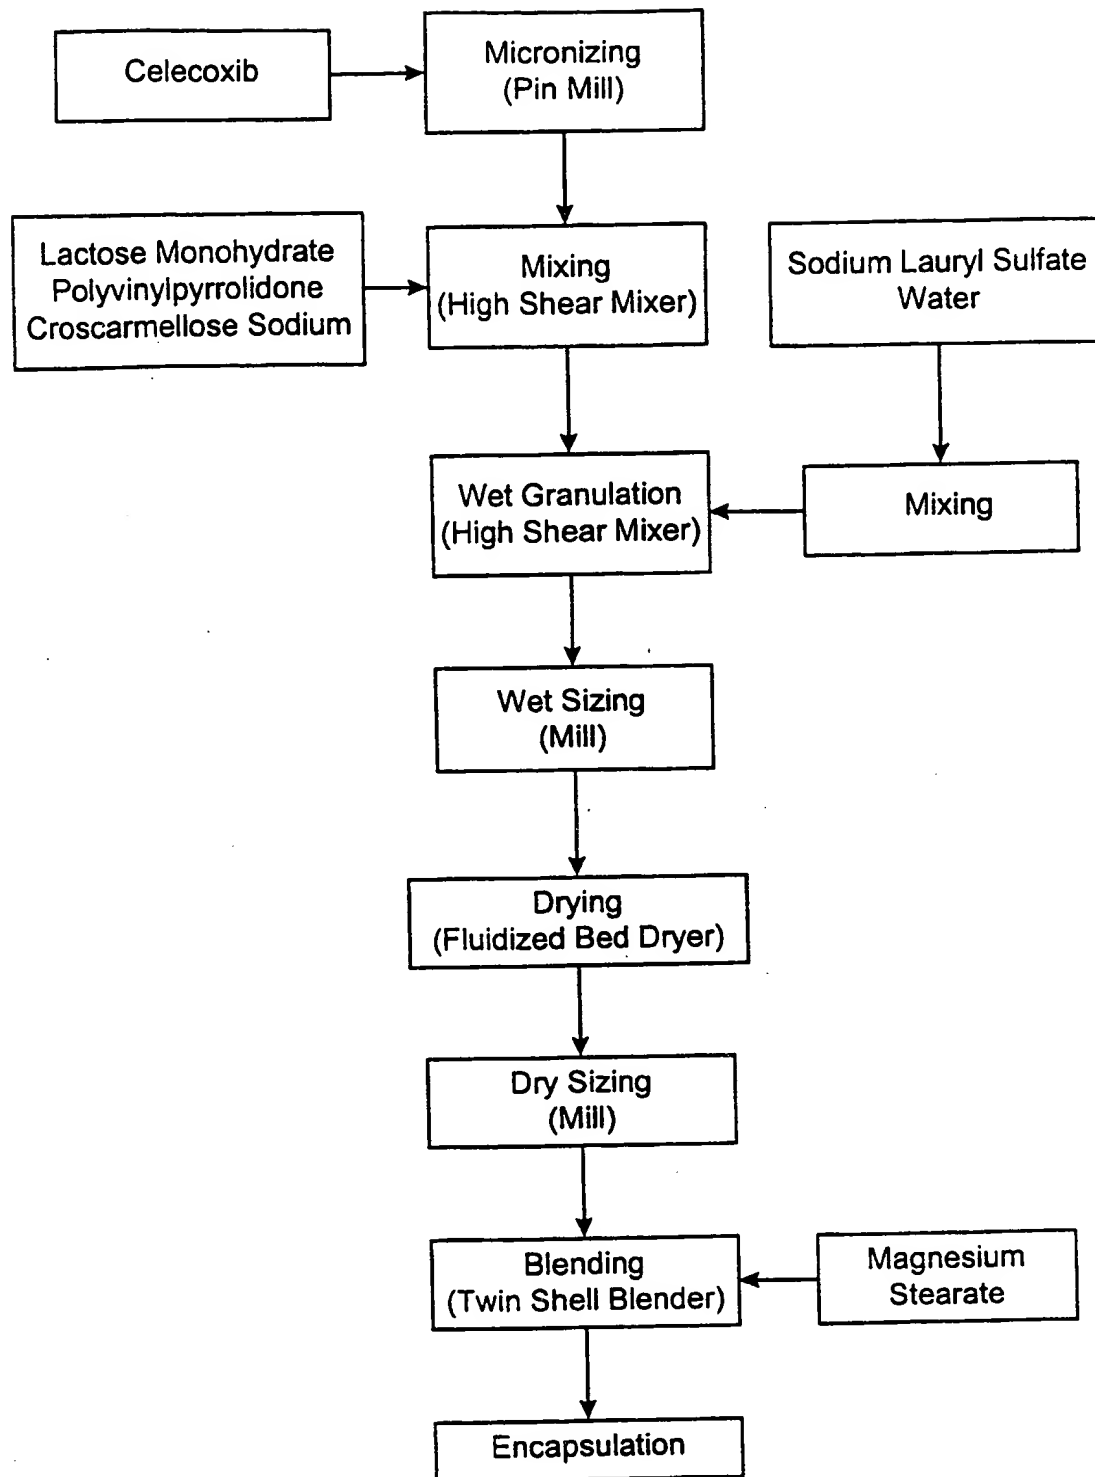 Celecoxib
Micronizing
(Pin Mill)
Lactose Monohydrate
Polyvinylpyrrolidone
Croscarmellose Sodium
Mixing
(High Shear Mixer)
Sodium Lauryl Sulfate
Water
Wet Granulation
(High Shear Mixer)
Mixing
Wet Sizing
(Mill)
Drying
(Fluidized Bed Dryer)
Dry Sizing
(Mill)
Blending
(Twin Shell Blender)
Magnesium
Stearate
Encapsulation